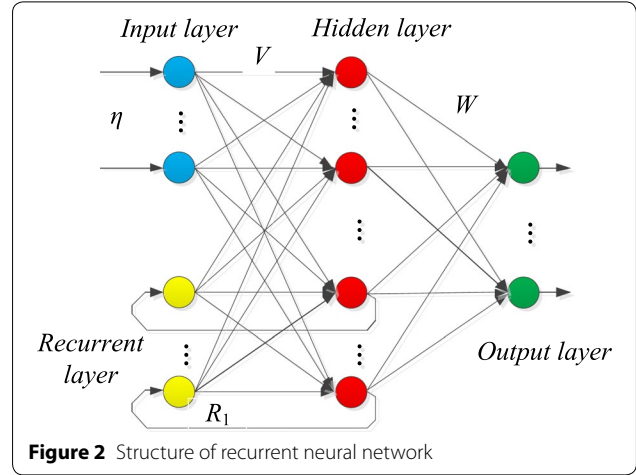 Input layer
Hidden layer
V
W
η
Recurrent
layer
Output layer
R1
Figure 2 Structure of recurrent neural network